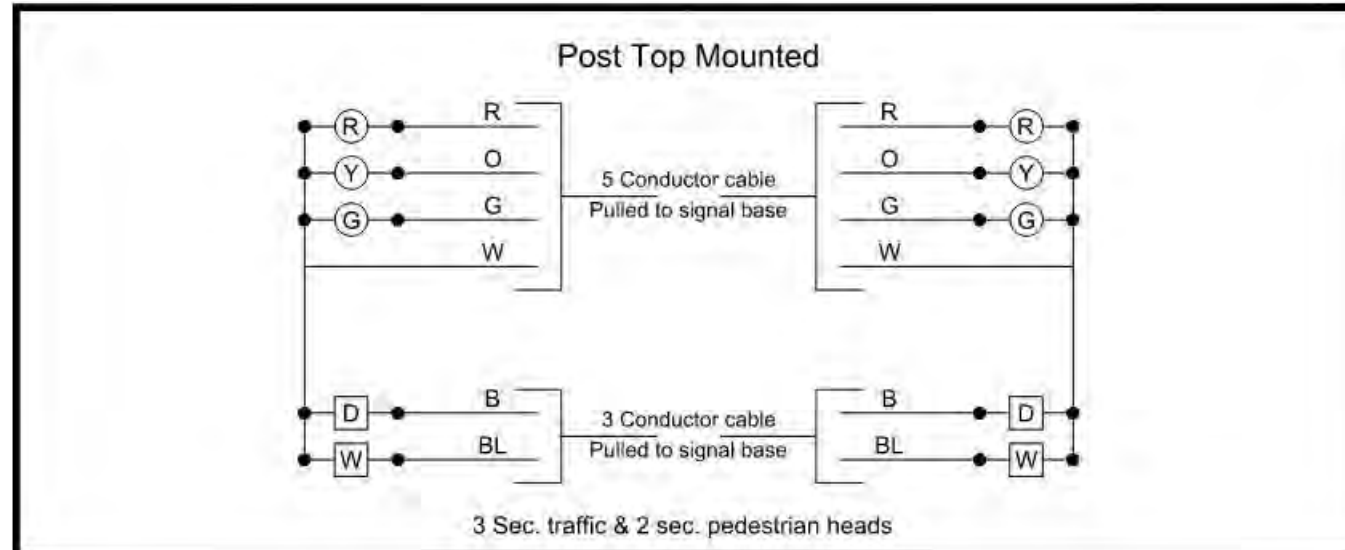 Post Top Mounted
R R R R
Y O O Y
5 Conductor cable
G G Pulled to signal base G G
W W
D B B D
3 Conductor cable
W BL Pulled to signal base BL W
3 Sec. traffic & 2 sec. pedestrian heads